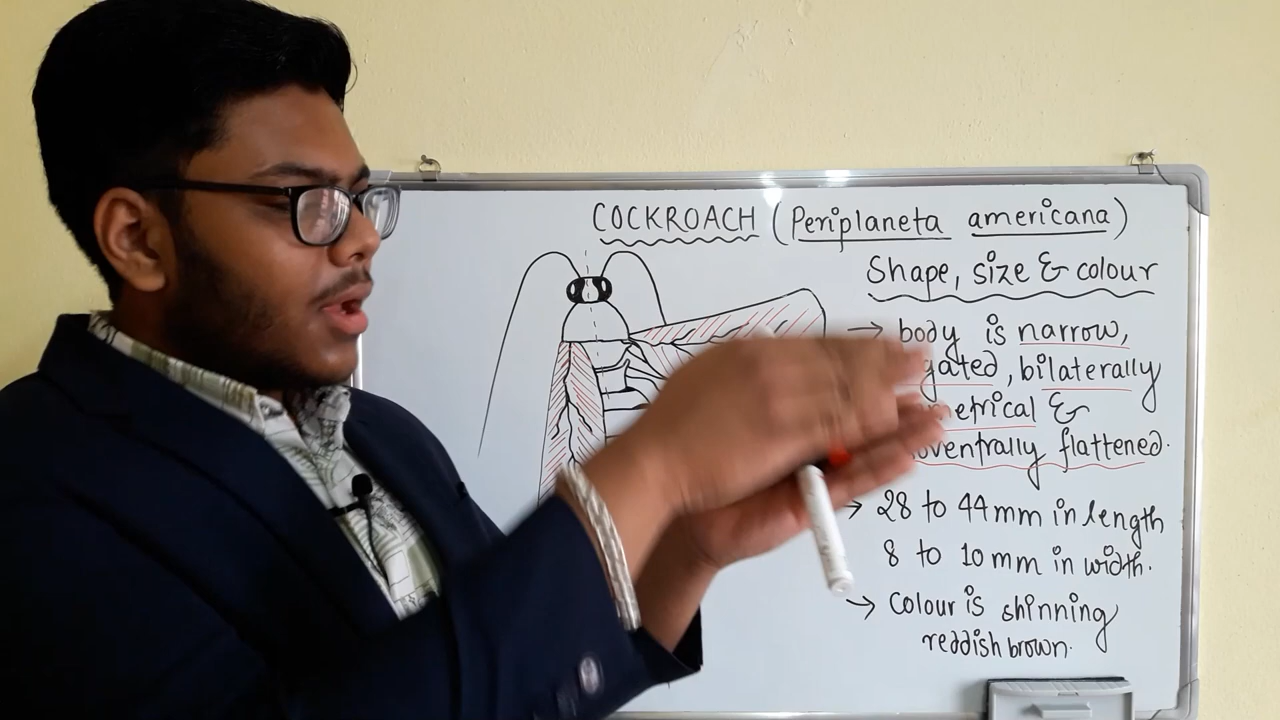 COCKROACH (Periplaneta americana)
Shape, size & colour
→ body is narrow,
gated, bilaterally
metrical &
oventrally flattened.
→ 28 to 44 mm in length
8 to 10 mm in width.
→ Colour is shinning
reddish brown.